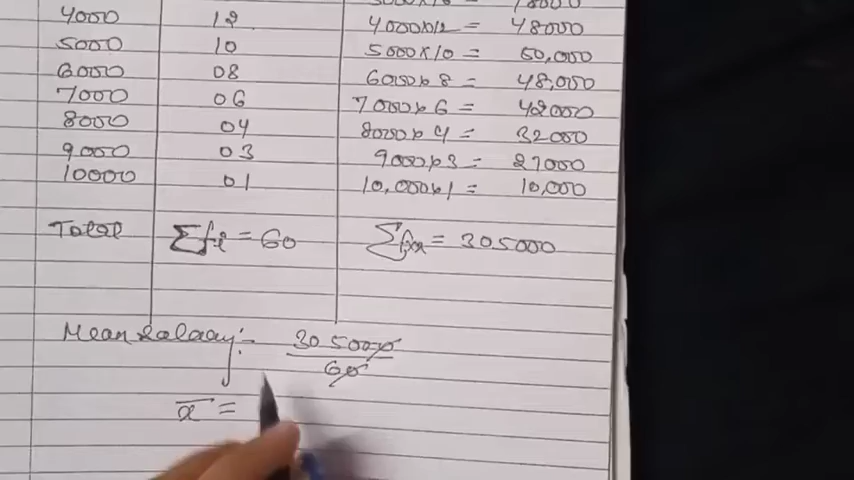 4000 12 4000x12 = 48000
5000 10 5000x10 = 50,000
6000 08 6000x8 = 48,000
7000 06 7000x6 = 42000
8000 04 8000x4 = 32000
9000 03 9000x3 = 27000
10000 01 10,000x1 = 10,000
Total Σfi = 60 Σfx = 305000
Mean Salary:- 305000
60
x̄ =